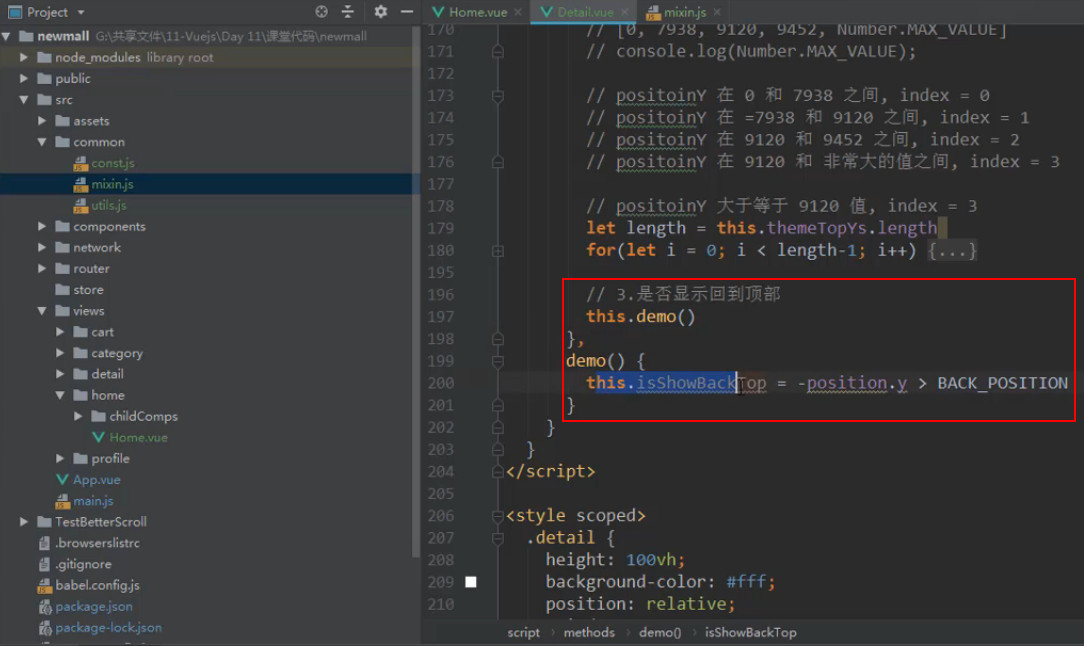 Project
newmall G:\共享文件\11-Vuejs\Day 11\课堂代码\newmall
node_modules library root
public
src
assets
common
const.js
mixin.js
utils.js
components
network
router
store
views
cart
category
detail
home
childComps
Home.vue
profile
App.vue
main.js
TestBetterScroll
.browserslistrc
.gitignore
babel.config.js
package.json
package-lock.json
Home.vue × Detail.vue × mixin.js ×
170 // [0, 7938, 9120, 9452, Number.MAX_VALUE]
171 // console.log(Number.MAX_VALUE);
172
173 // positoinY 在 0 和 7938 之间, index = 0
174 // positoinY 在 =7938 和 9120 之间, index = 1
175 // positoinY 在 9120 和 9452 之间, index = 2
176 // positoinY 在 9120 和 非常大的值之间, index = 3
177
178 // positoinY 大于等于 9120 值, index = 3
179 let length = this.themeTopYs.length
180 for(let i = 0; i < length-1; i++) {...}
195
196 // 3.是否显示回到顶部
197 this.demo()
198 },
199 demo() {
200 this.isShowBackTop = -position.y > BACK_POSITION
201 }
202 }
203 }
204 </script>
205
206 <style scoped>
207 .detail {
208 height: 100vh;
209 background-color: #fff;
210 position: relative;
script › methods › demo() › isShowBackTop